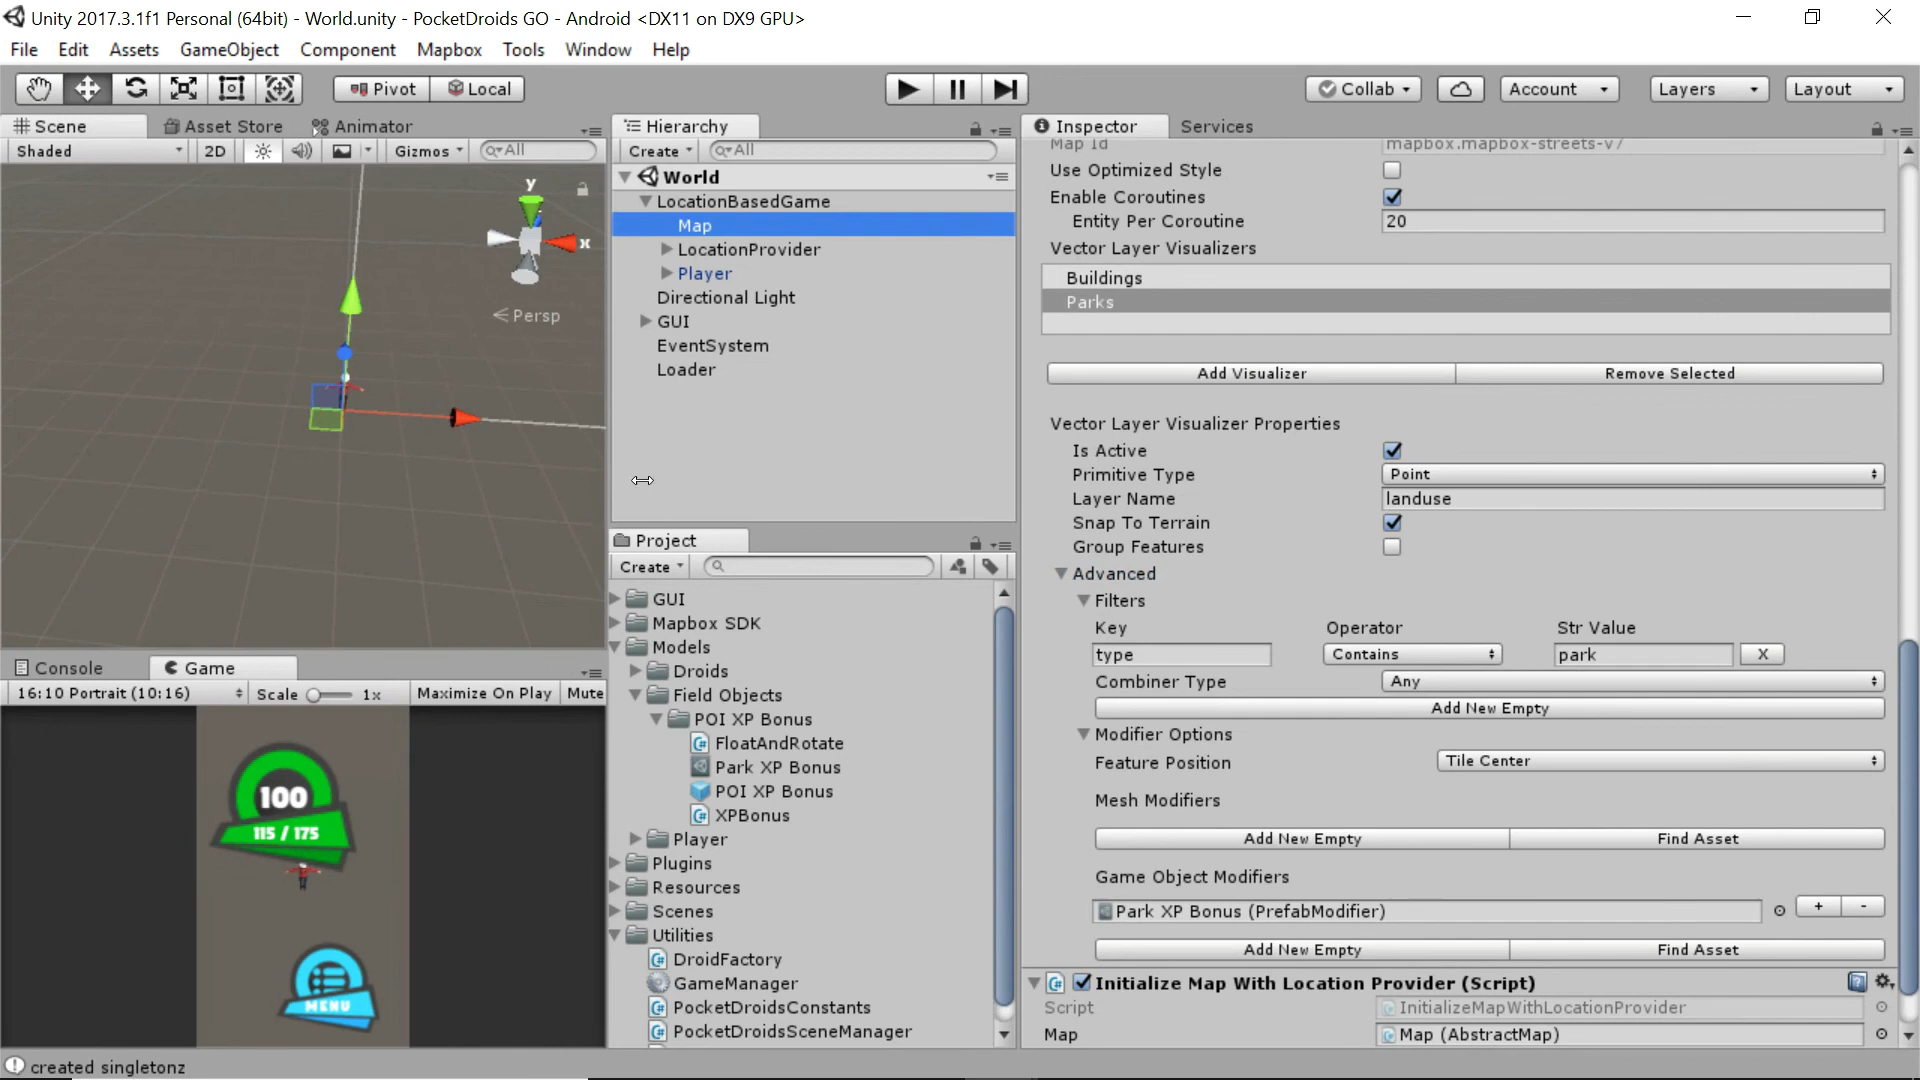 Unity 2017.3.1f1 Personal (64bit) - World.unity - PocketDroids GO - Android <DX11 on DX9 GPU>
File Edit Assets GameObject Component Mapbox Tools Window Help
Pivot Local Collab Account Layers Layout
Scene Asset Store Animator
Shaded 2D Gizmos All
y
x
Persp
Console Game
16:10 Portrait (10:16) Scale 1x Maximize On Play Mute
100
115 / 175
MENU
Hierarchy
Create All
World
LocationBasedGame
Map
LocationProvider
Player
Directional Light
GUI
EventSystem
Loader
Project
Create
GUI
Mapbox SDK
Models
Droids
Field Objects
POI XP Bonus
FloatAndRotate
Park XP Bonus
POI XP Bonus
XPBonus
Player
Plugins
Resources
Scenes
Utilities
DroidFactory
GameManager
PocketDroidsConstants
PocketDroidsSceneManager
Inspector Services
Map Id mapbox.mapbox-streets-v7
Use Optimized Style
Enable Coroutines
Entity Per Coroutine 20
Vector Layer Visualizers
Buildings
Parks
Add Visualizer Remove Selected
Vector Layer Visualizer Properties
Is Active
Primitive Type Point
Layer Name landuse
Snap To Terrain
Group Features
Advanced
Filters
Key Operator Str Value
type Contains park X
Combiner Type Any
Add New Empty
Modifier Options
Feature Position Tile Center
Mesh Modifiers
Add New Empty Find Asset
Game Object Modifiers
Park XP Bonus (PrefabModifier) + -
Add New Empty Find Asset
Initialize Map With Location Provider (Script)
Script InitializeMapWithLocationProvider
Map Map (AbstractMap)
created singletonz